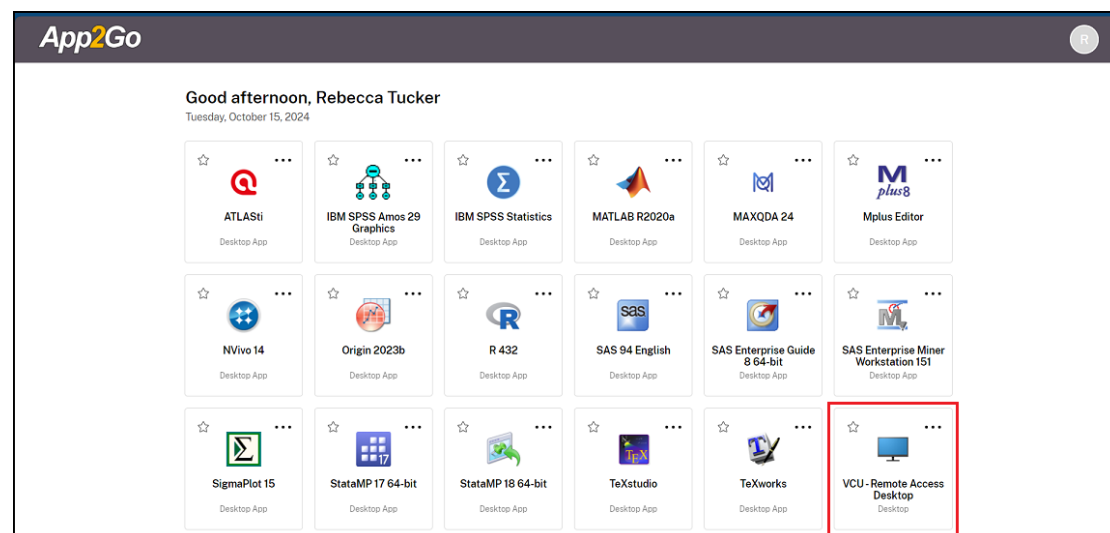 App2Go
R
Good afternoon, Rebecca Tucker
Tuesday, October 15, 2024
ATLASti
Desktop App
IBM SPSS Amos 29
Graphics
Desktop App
Σ
IBM SPSS Statistics
Desktop App
MATLAB R2020a
Desktop App
MAXQDA 24
Desktop App
M
plus8
Mplus Editor
Desktop App
NVivo 14
Desktop App
Origin 2023b
Desktop App
R
R 432
Desktop App
sas
SAS 94 English
Desktop App
SAS Enterprise Guide
8 64-bit
Desktop App
M
SAS Enterprise Miner
Workstation 151
Desktop App
Σ
SigmaPlot 15
Desktop App
17
StataMP 17 64-bit
Desktop App
StataMP 18 64-bit
Desktop App
TEX
TeXstudio
Desktop App
T
TeXworks
Desktop App
VCU - Remote Access
Desktop
Desktop